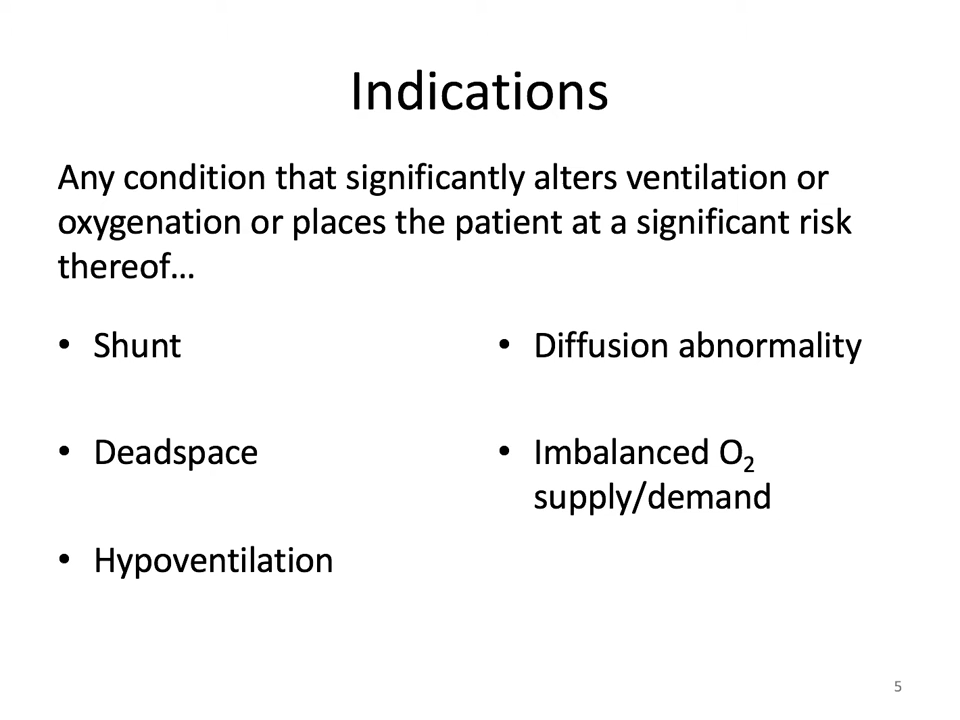 Indications
Any condition that significantly alters ventilation or
oxygenation or places the patient at a significant risk
thereof…
• Shunt
• Deadspace
• Hypoventilation
• Diffusion abnormality
• Imbalanced O₂
supply/demand
5